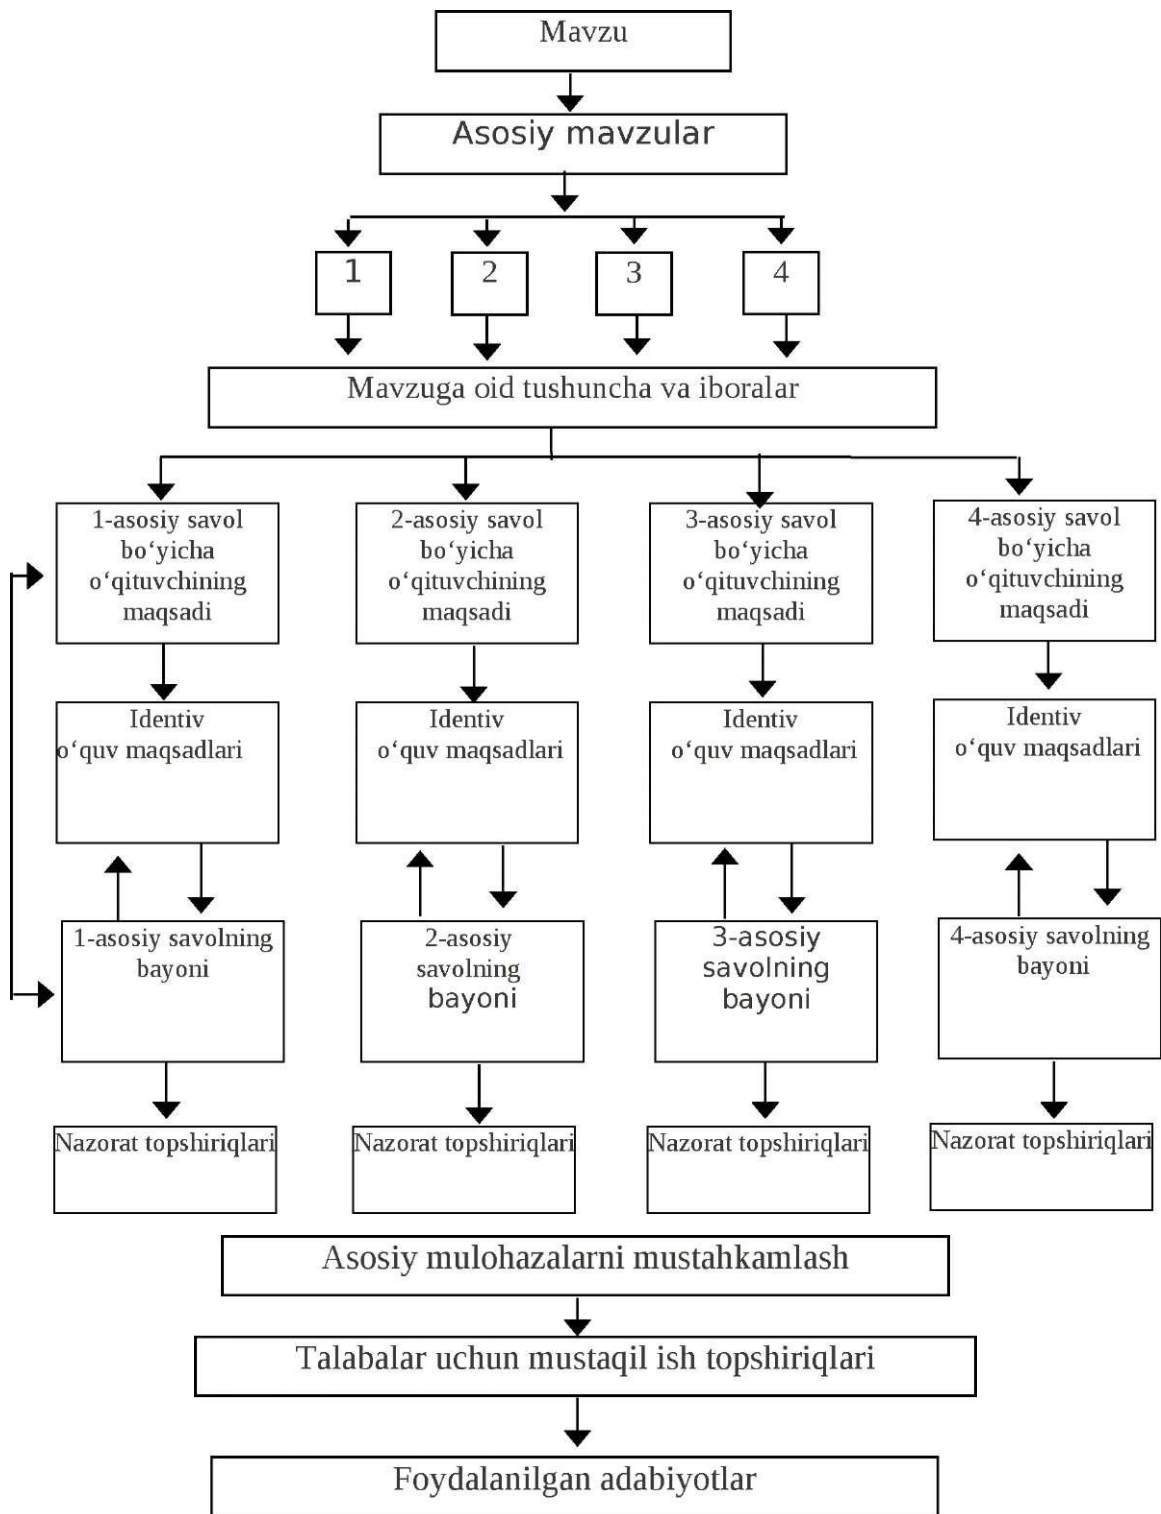 Mavzu
Asosiy mavzular
1
2
3
4
Mavzuga oid tushuncha va iboralar
1-asosiy savol
bo‘yicha
o‘qituvchining
maqsadi
2-asosiy savol
bo‘yicha
o‘qituvchining
maqsadi
3-asosiy savol
bo‘yicha
o‘qituvchining
maqsadi
4-asosiy savol
bo‘yicha
o‘qituvchining
maqsadi
Identiv
o‘quv maqsadlari
Identiv
o‘quv maqsadlari
Identiv
o‘quv maqsadlari
Identiv
o‘quv maqsadlari
1-asosiy savolning
bayoni
2-asosiy
savolning
bayoni
3-asosiy
savolning
bayoni
4-asosiy savolning
bayoni
Nazorat topshiriqlari
Nazorat topshiriqlari
Nazorat topshiriqlari
Nazorat topshiriqlari
Asosiy mulohazalarni mustahkamlash
Talabalar uchun mustaqil ish topshiriqlari
Foydalanilgan adabiyotlar